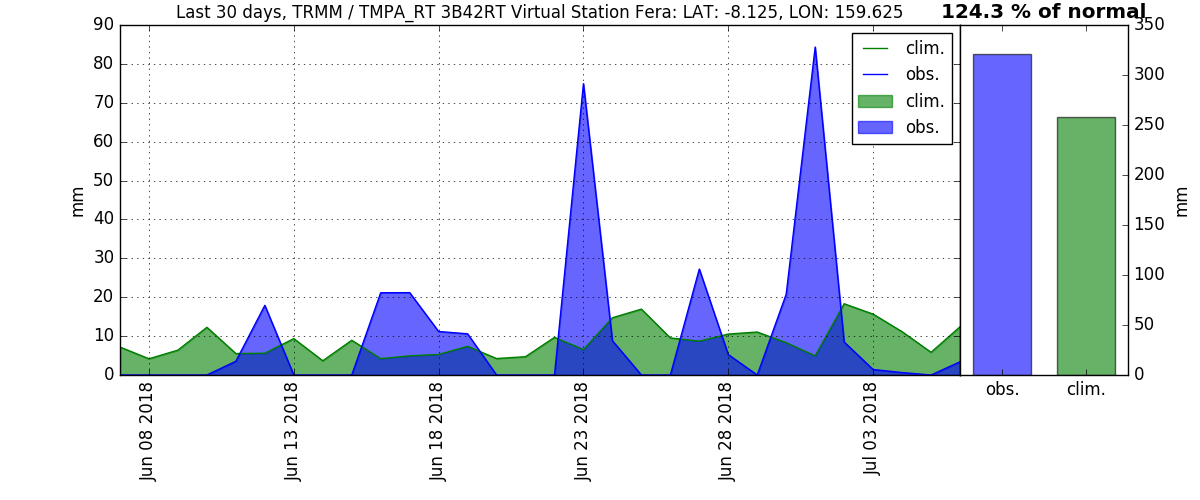 Last 30 days, TRMM / TMPA_RT 3B42RT Virtual Station Fera: LAT: -8.125, LON: 159.625
124.3 % of normal
90
80
70
60
50
40
30
20
10
0
mm
clim.
obs.
clim.
obs.
Jun 08 2018
Jun 13 2018
Jun 18 2018
Jun 23 2018
Jun 28 2018
Jul 03 2018
350
300
250
200
150
100
50
0
mm
obs.
clim.